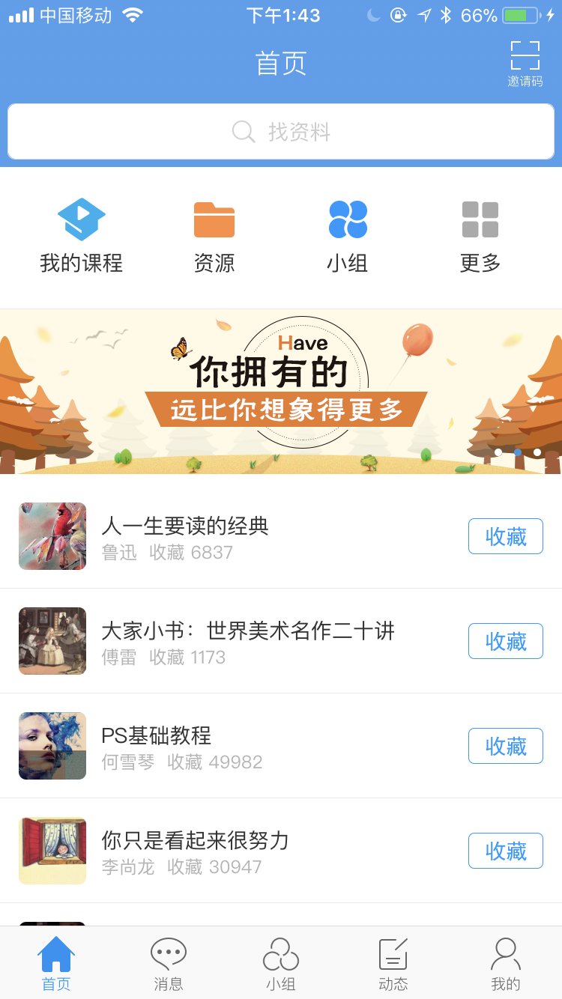 中国移动 下午1:43 66%
首页
邀请码
找资料
我的课程 资源 小组 更多
Have
你拥有的
远比你想象得更多
人一生要读的经典
鲁迅 收藏 6837
收藏
大家小书：世界美术名作二十讲
傅雷 收藏 1173
收藏
PS基础教程
何雪琴 收藏 49982
收藏
你只是看起来很努力
李尚龙 收藏 30947
收藏
首页 消息 小组 动态 我的